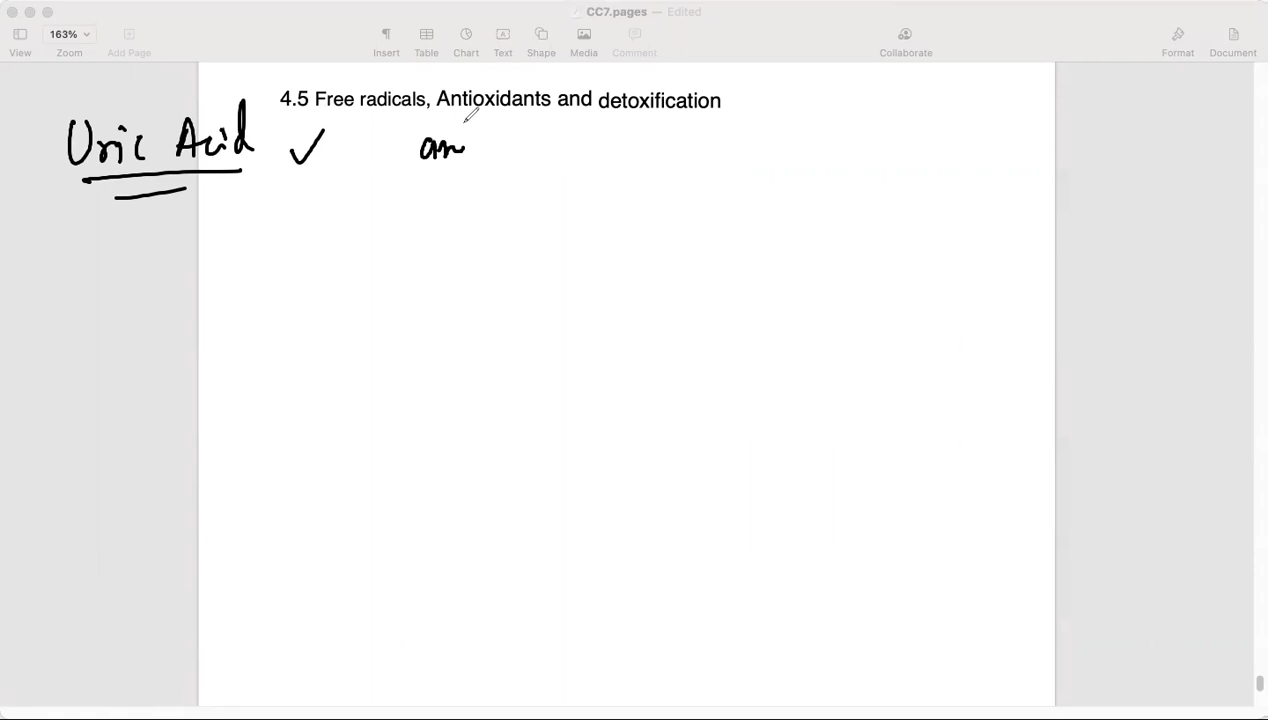 CC7.pages — Edited
163%
View Zoom Add Page Insert Table Chart Text Shape Media Comment Collaborate Format Document
4.5 Free radicals, Antioxidants and detoxification
Uric Acid ✓ an